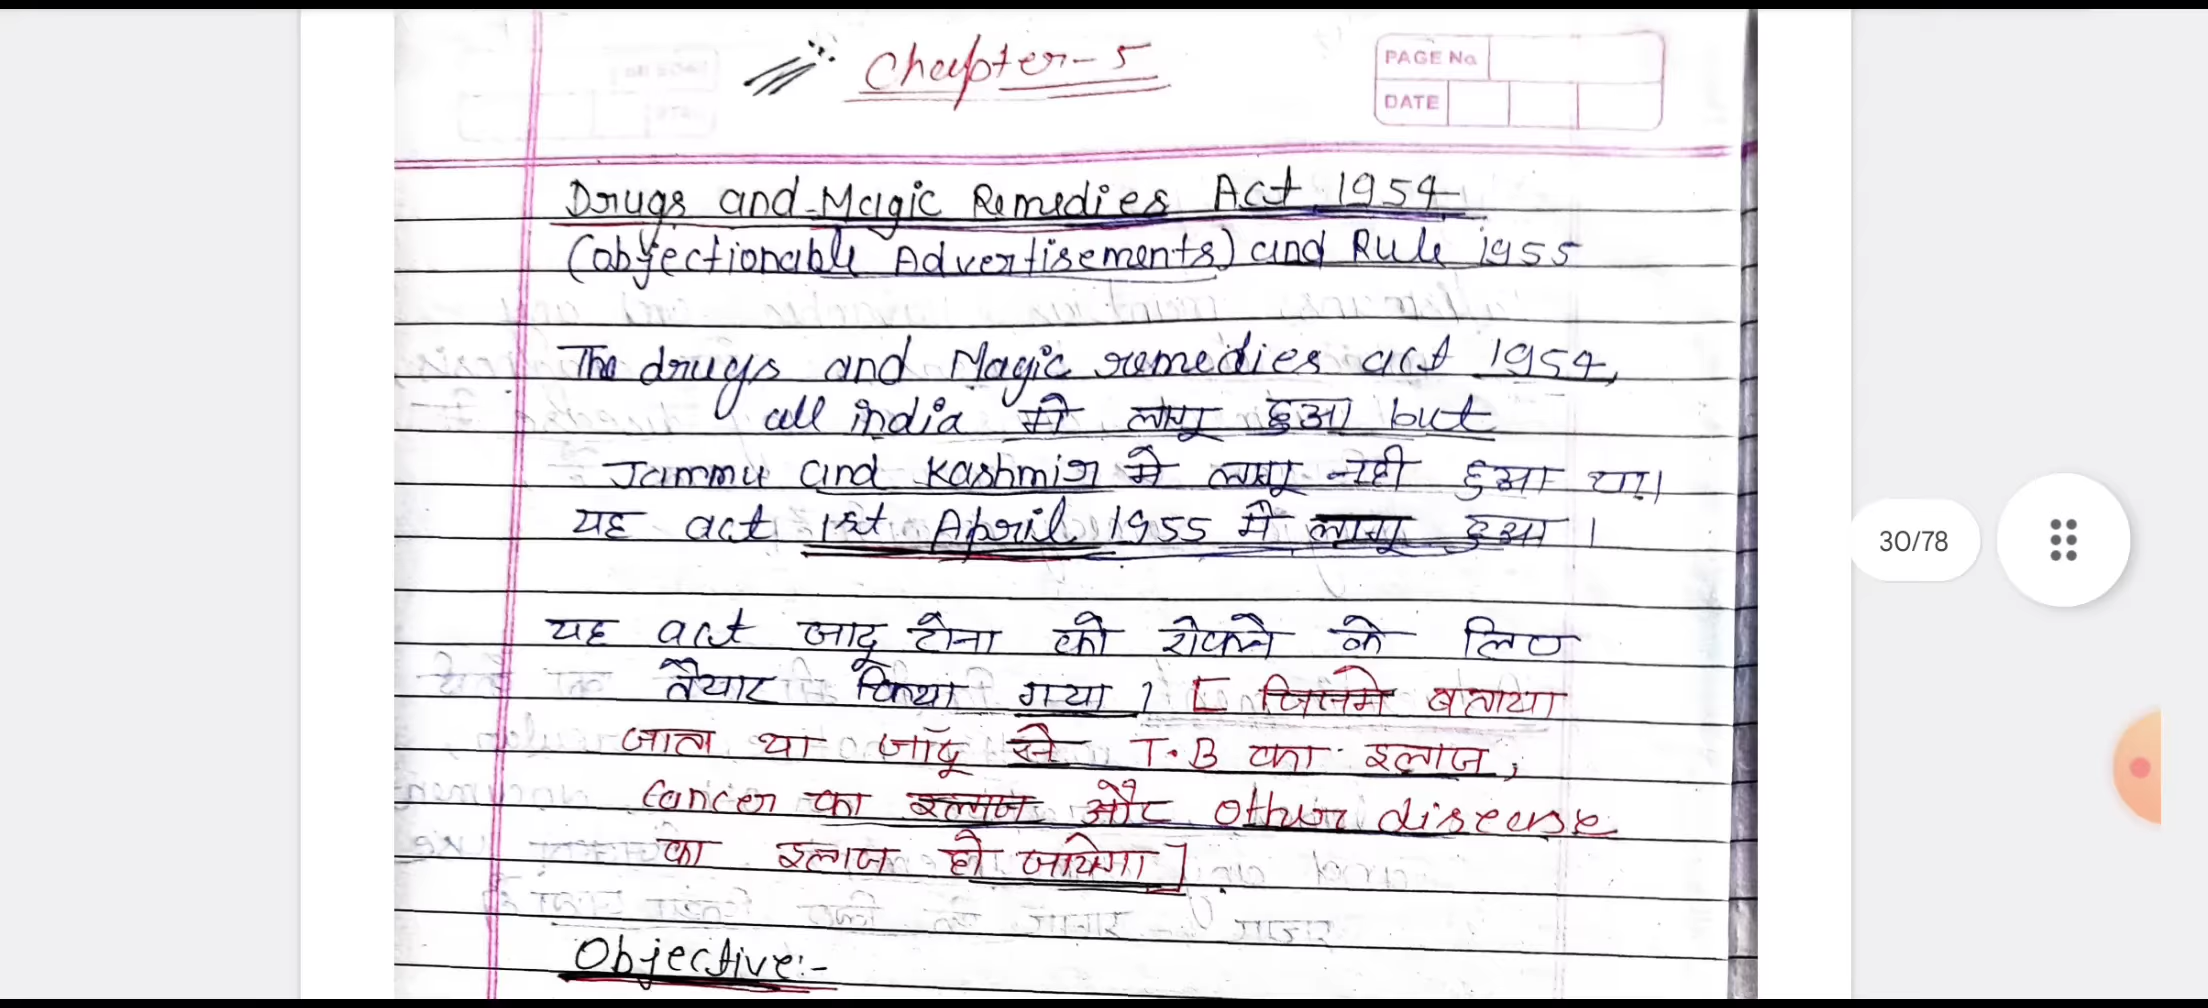 Chapter-5
PAGE No
DATE
Drugs and Magic Remedies Act 1954
(objectionable Advertisements) and Rule 1955
The drugs and Magic remedies act 1954,
all india में लागू हुआ but
Jammu and Kashmir में लागू नही हुआ था।
यह act 1st April 1955 में लागू हुआ।
यह act जादू टोना को रोकने के लिए
तैयार किया गया। [ जिसमे बताया
जाता था जादू से T.B का इलाज,
Cancer का इलाज और other disease
का इलाज हो जायेगा]
Objective:-
30/78